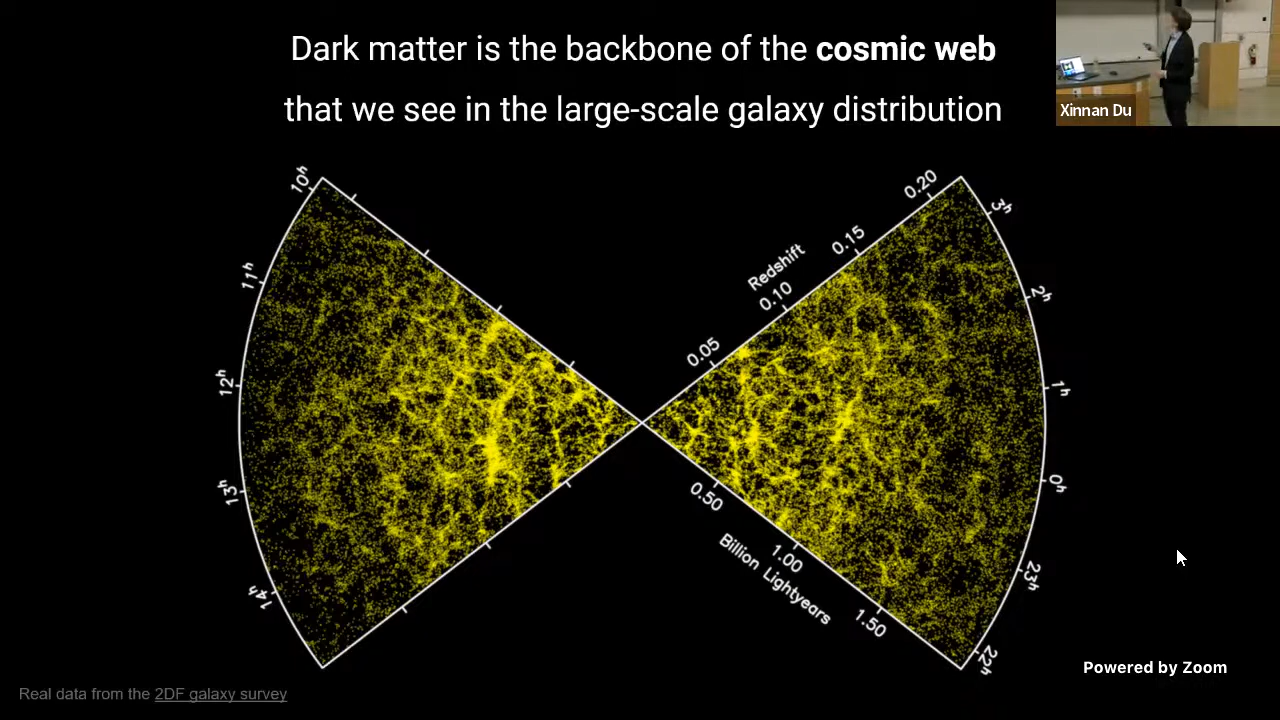 Dark matter is the backbone of the cosmic web
that we see in the large-scale galaxy distribution
Xinnan Du
10h
11h
12h
13h
14h
Redshift
0.05
0.10
0.15
0.20
3h
2h
1h
0h
23h
22h
0.50
1.00
1.50
Billion Lightyears
Powered by Zoom
Real data from the 2DF galaxy survey